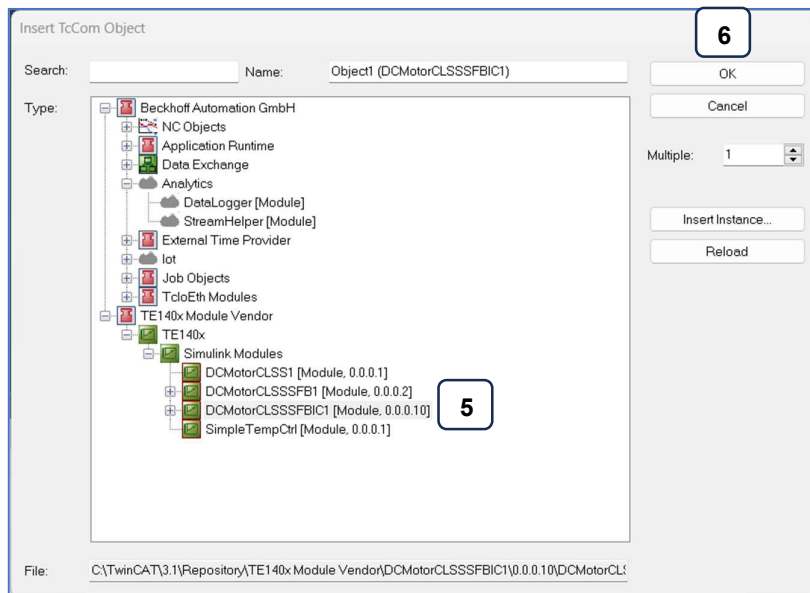 Insert TcCom Object
6
Search:
Name:
Object1 (DCMotorCLSSSFBIC1)
OK
Type:
Beckhoff Automation GmbH
Cancel
NC Objects
Application Runtime
Data Exchange
Multiple:
1
Analytics
DataLogger [Module]
StreamHelper [Module]
Insert Instance...
External Time Provider
Iot
Reload
Job Objects
TcIoEth Modules
TE140x Module Vendor
TE140x
Simulink Modules
DCMotorCLSS1 [Module, 0.0.0.1]
DCMotorCLSSSFB1 [Module, 0.0.0.2]
DCMotorCLSSSFBIC1 [Module, 0.0.0.10]
5
SimpleTempCtrl [Module, 0.0.0.1]
File:
C:\TwinCAT\3.1\Repository\TE140x Module Vendor\DCMotorCLSSSFBIC1\0.0.0.10\DCMotorCLS